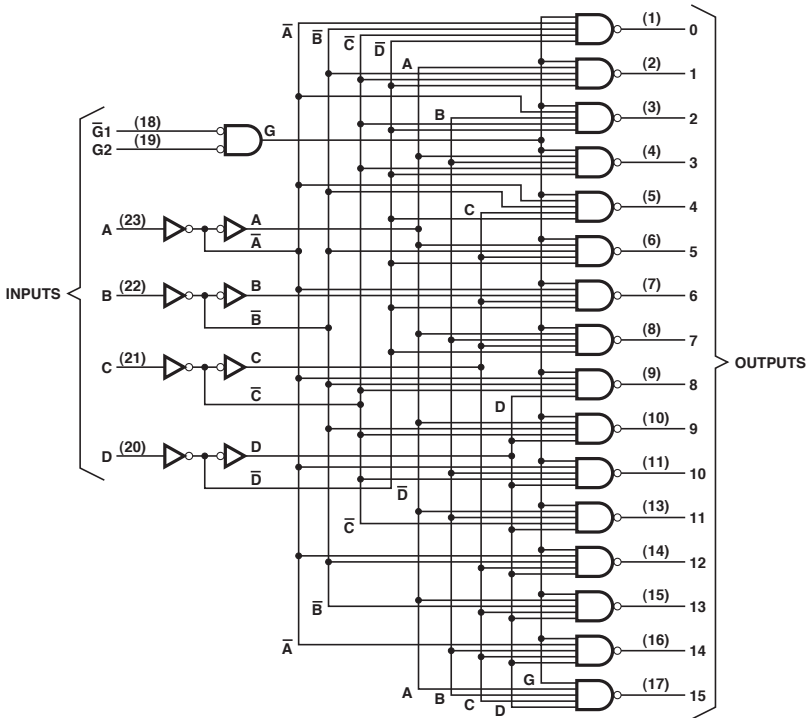 A̅ B̅ C̅ D̅ (1) 0
A (2) 1
B (3) 2
G̅1 (18) G
G2 (19)
(4) 3
C (5) 4
A (23) A
A̅
(6) 5
INPUTS B (22) B (7) 6
B̅
(8) 7
OUTPUTS
C (21) C
C̅
(9) 8
D
(10) 9
D (20) D
D̅ D̅
(11) 10
C̅ (13) 11
(14) 12
B̅ (15) 13
A̅ (16) 14
A B C D G (17) 15